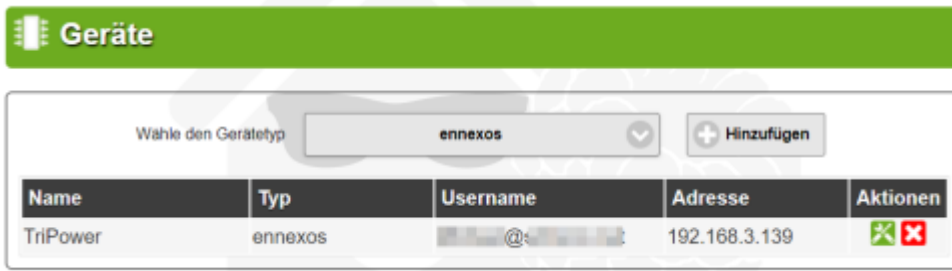 Geräte
Wähle den Gerätetyp ennexos Hinzufügen
Name Typ Username Adresse Aktionen
TriPower ennexos @ 192.168.3.139